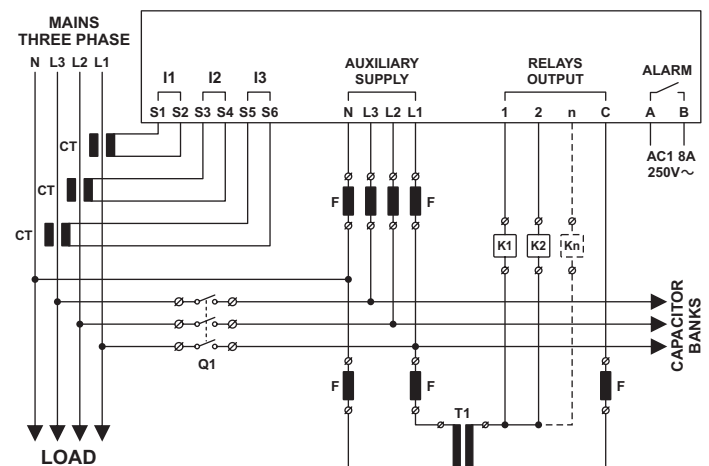 MAINS
THREE PHASE
N L3 L2 L1
I1 I2 I3
S1 S2 S3 S4 S5 S6
AUXILIARY
SUPPLY
N L3 L2 L1
RELAYS
OUTPUT
1 2 n C
ALARM
A B
AC1 8A
250V~
CT
CT
CT
F F
K1 K2 Kn
Q1
CAPACITOR
BANKS
F F F
T1
LOAD